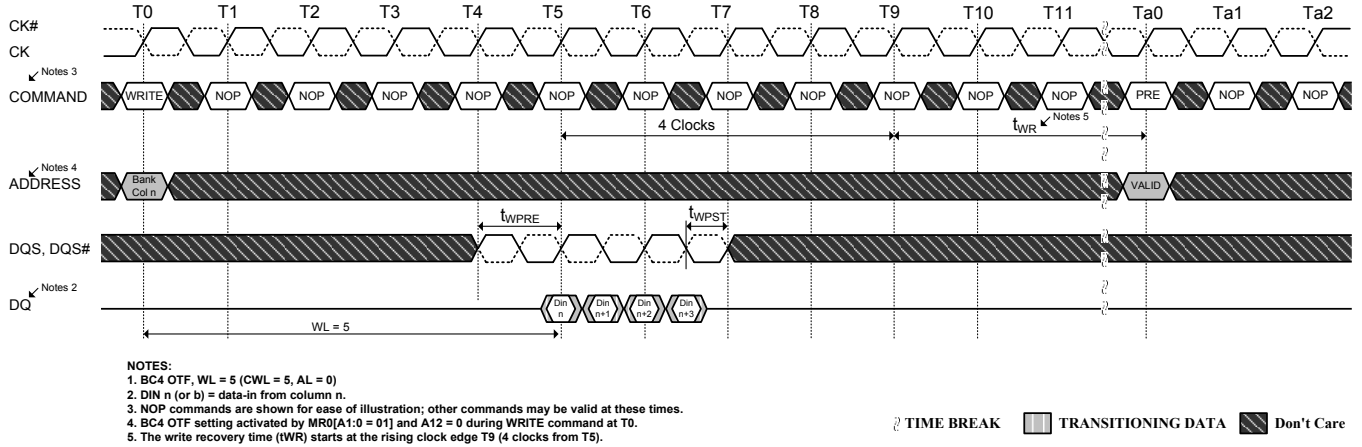 T0 T1 T2 T3 T4 T5 T6 T7 T8 T9 T10 T11 Ta0 Ta1 Ta2
CK#
CK
Notes 3
COMMAND WRITE NOP NOP NOP NOP NOP NOP NOP NOP NOP NOP NOP PRE NOP NOP
4 Clocks tWR Notes 5
Notes 4
ADDRESS Bank Col n VALID
tWPRE tWPST
DQS, DQS#
Notes 2
DQ Din n Din n+1 Din n+2 Din n+3
WL = 5
NOTES:
1. BC4 OTF, WL = 5 (CWL = 5, AL = 0)
2. DIN n (or b) = data-in from column n.
3. NOP commands are shown for ease of illustration; other commands may be valid at these times.
4. BC4 OTF setting activated by MR0[A1:0 = 01] and A12 = 0 during WRITE command at T0.
5. The write recovery time (tWR) starts at the rising clock edge T9 (4 clocks from T5).
TIME BREAK TRANSITIONING DATA Don't Care